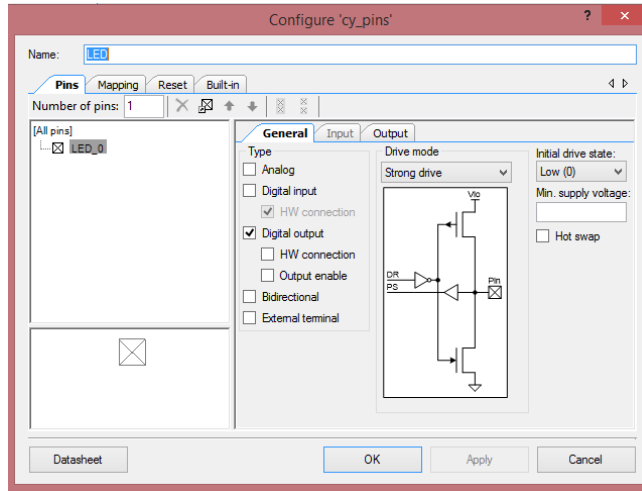 Configure 'cy_pins'
? ×
Name: LED
Pins Mapping Reset Built-in
Number of pins: 1
[All pins]
LED_0
General Input Output
Type
Analog
Digital input
HW connection
Digital output
HW connection
Output enable
Bidirectional
External terminal
Drive mode
Strong drive
Vio
DR
PS
Pin
Initial drive state:
Low (0)
Min. supply voltage:
Hot swap
Datasheet OK Apply Cancel